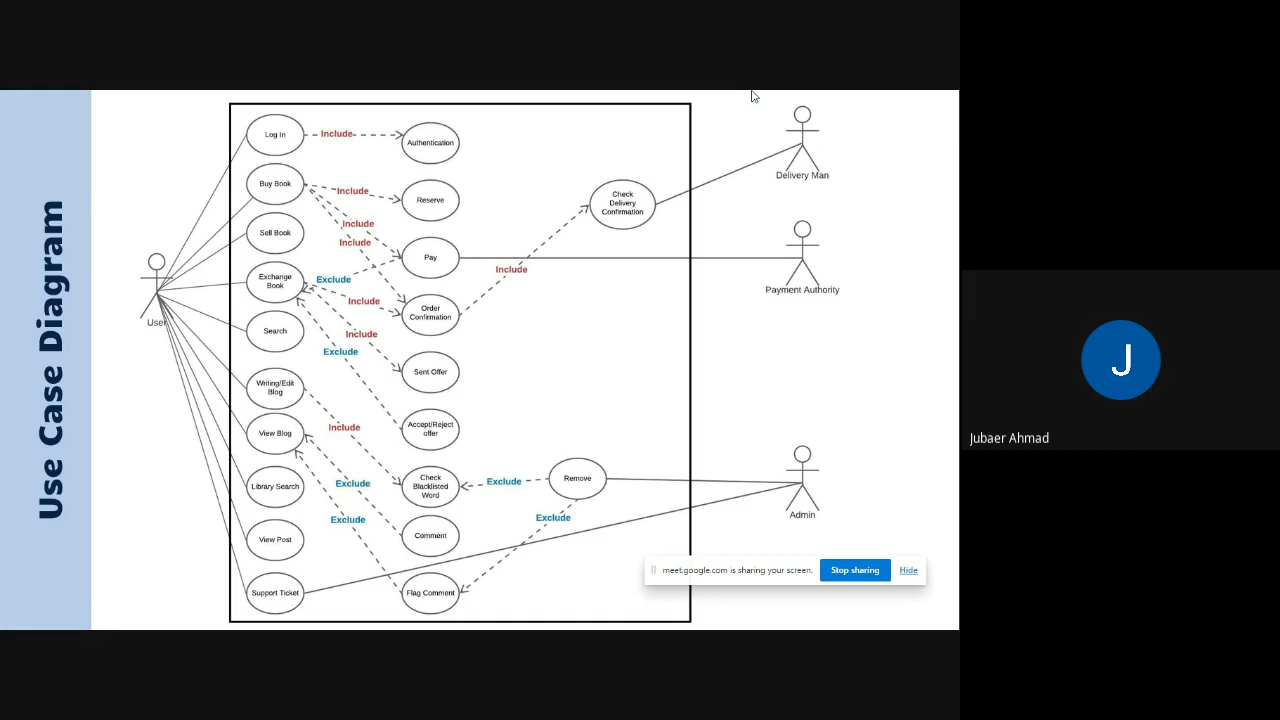 Use Case Diagram
Log In
Include
Authentication
Buy Book
Include
Reserve
Include
Sell Book
Include
Pay
Exclude
Exchange
Book
Include
Order
Confirmation
Include
Check
Delivery
Confirmation
Search
Include
Exclude
Sent Offer
Writing/Edit
Blog
Include
Accept/Reject
offer
View Blog
Library Search
Exclude
Check
Blacklisted
Word
Exclude
Remove
Exclude
Exclude
View Post
Comment
Support Ticket
Flag Comment
User
Delivery Man
Payment Authority
Admin
meet.google.com is sharing your screen.
Stop sharing
Hide
J
Jubaer Ahmad